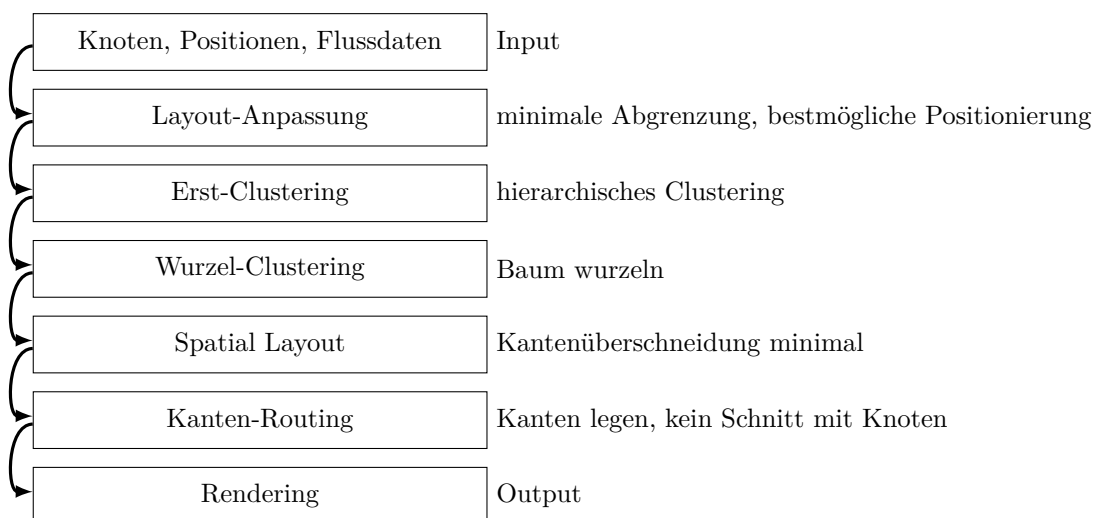 Knoten, Positionen, Flussdaten Input
Layout-Anpassung minimale Abgrenzung, bestmögliche Positionierung
Erst-Clustering hierarchisches Clustering
Wurzel-Clustering Baum wurzeln
Spatial Layout Kantenüberschneidung minimal
Kanten-Routing Kanten legen, kein Schnitt mit Knoten
Rendering Output